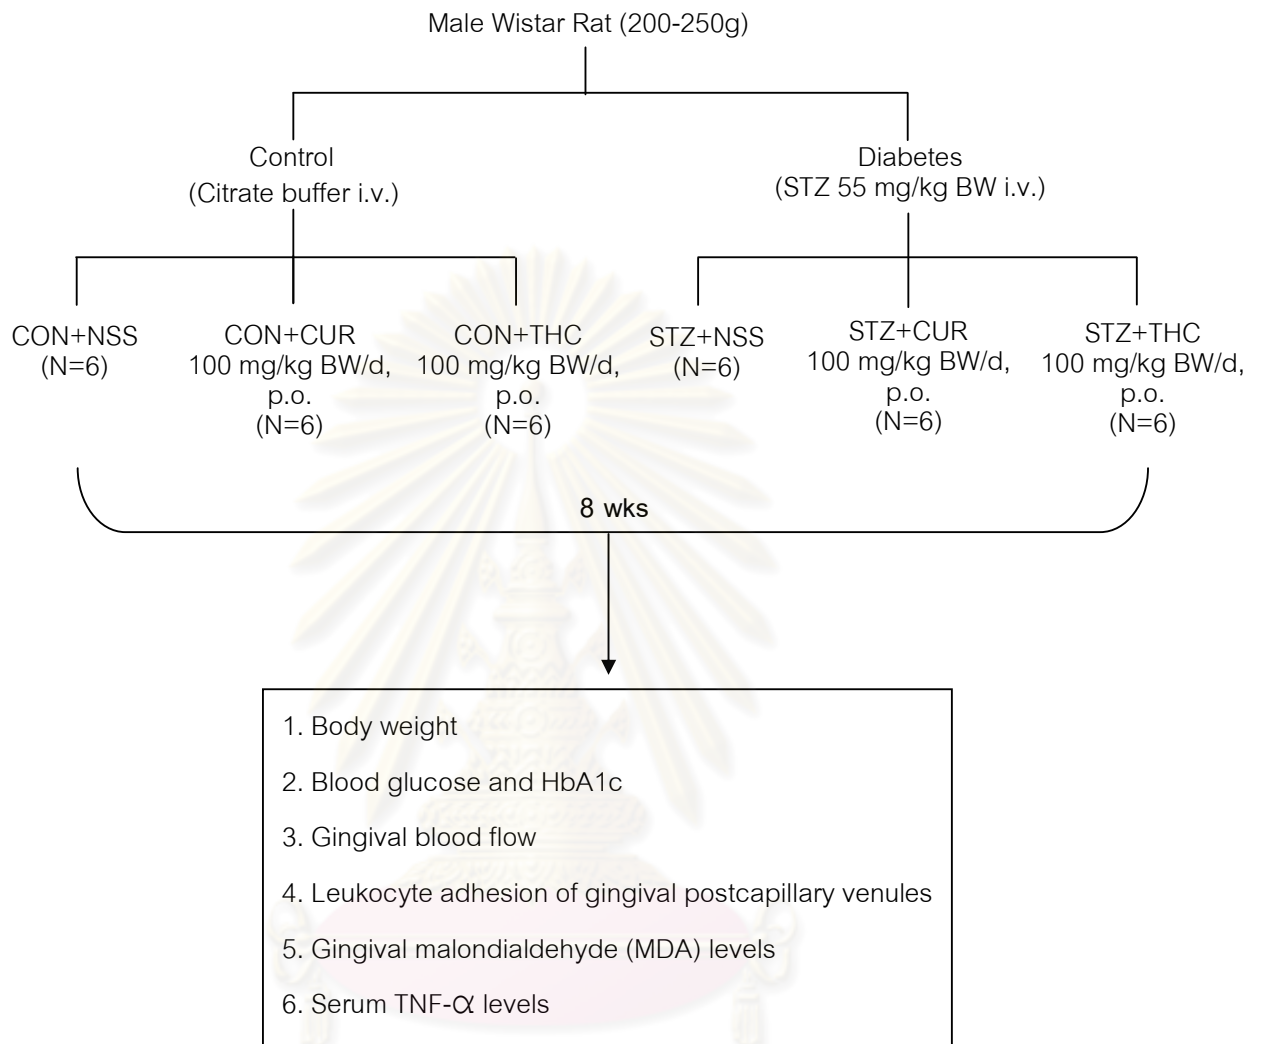 Male Wistar Rat (200-250g)
Control
(Citrate buffer i.v.)
Diabetes
(STZ 55 mg/kg BW i.v.)
CON+NSS
(N=6)
CON+CUR
100 mg/kg BW/d,
p.o.
(N=6)
CON+THC
100 mg/kg BW/d,
p.o.
(N=6)
STZ+NSS
(N=6)
STZ+CUR
100 mg/kg BW/d,
p.o.
(N=6)
STZ+THC
100 mg/kg BW/d,
p.o.
(N=6)
8 wks
1. Body weight
2. Blood glucose and HbA1c
3. Gingival blood flow
4. Leukocyte adhesion of gingival postcapillary venules
5. Gingival malondialdehyde (MDA) levels
6. Serum TNF-α levels